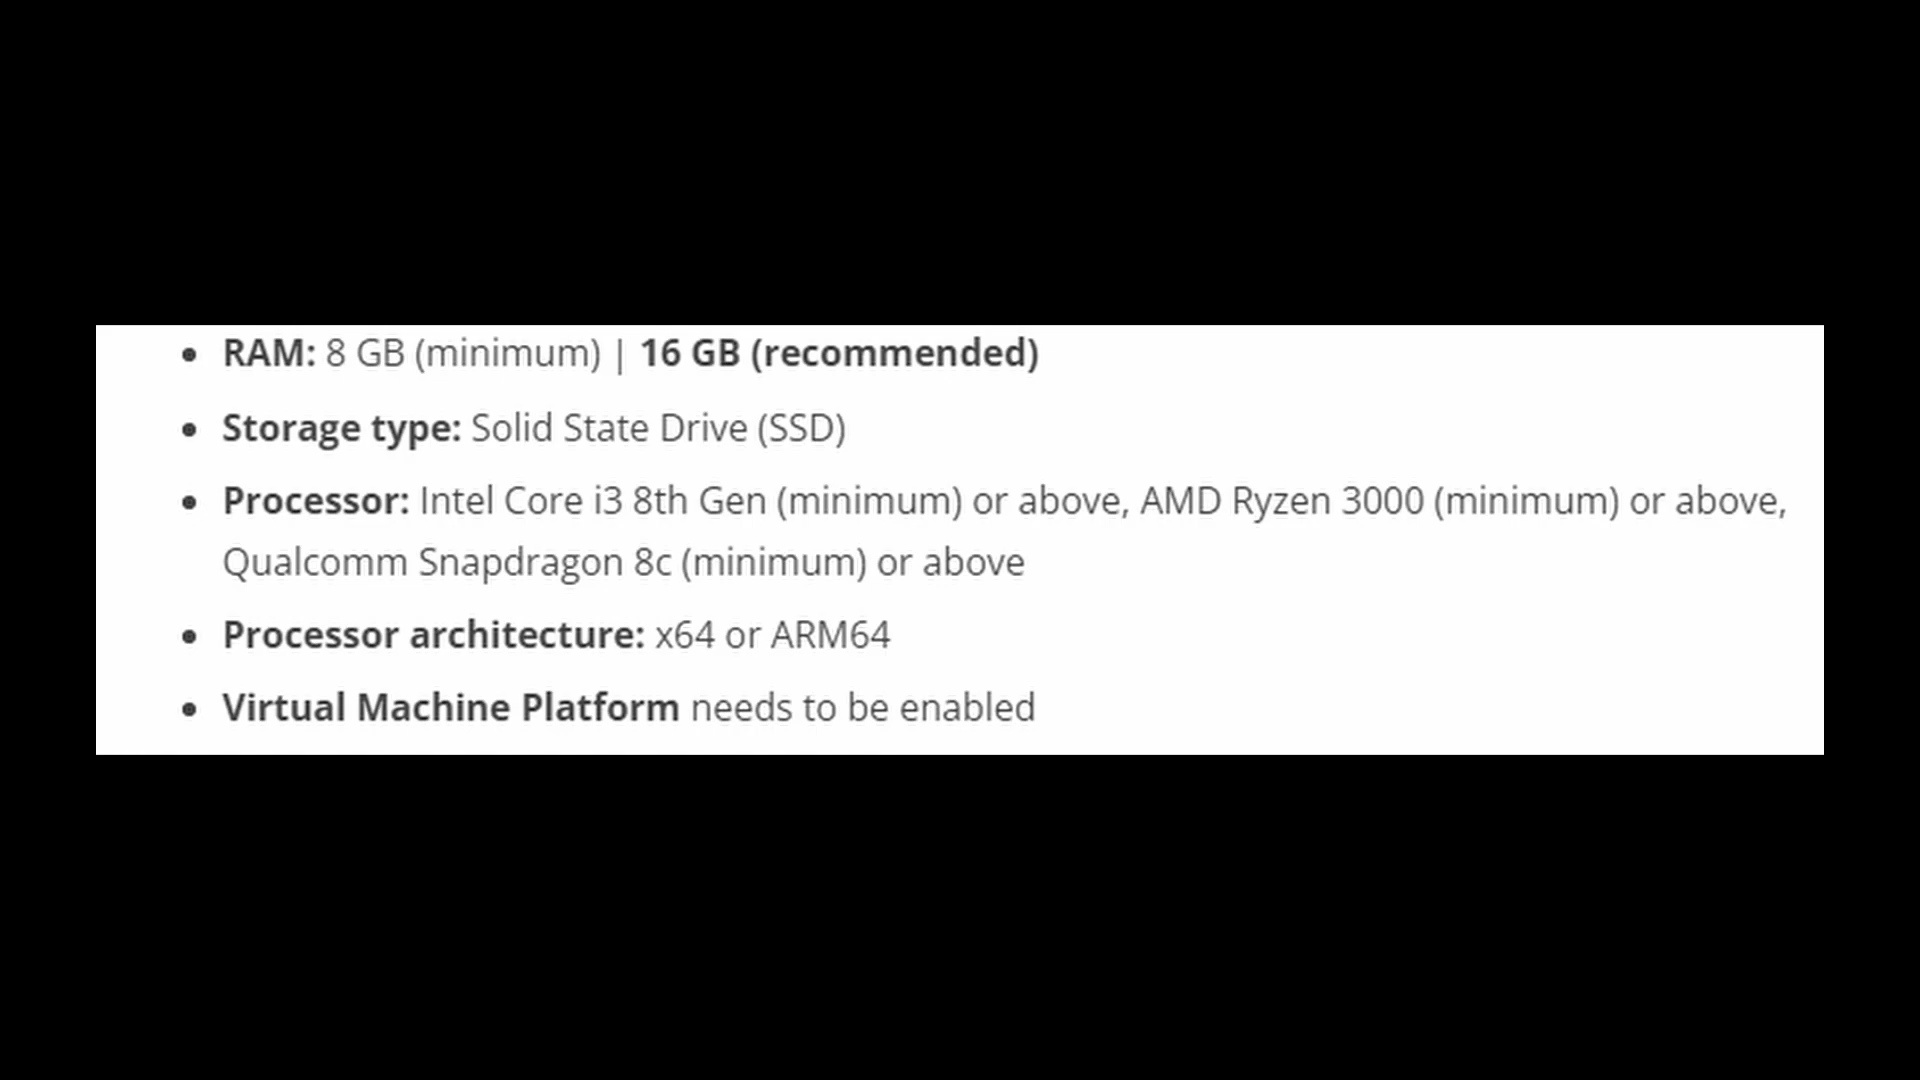 • RAM: 8 GB (minimum) | 16 GB (recommended)
• Storage type: Solid State Drive (SSD)
• Processor: Intel Core i3 8th Gen (minimum) or above, AMD Ryzen 3000 (minimum) or above,
Qualcomm Snapdragon 8c (minimum) or above
• Processor architecture: x64 or ARM64
• Virtual Machine Platform needs to be enabled